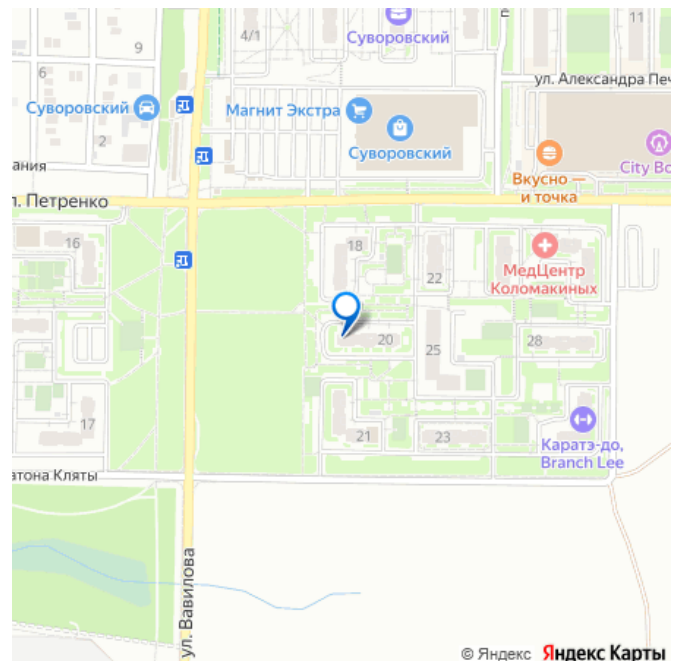 4/1
Суворовский
11
9
6
ул. Александра Печ
Суворовский
Магнит Экстра
2
Суворовский
City Bo
ания
Вкусно —
и точка
л. Петренко
16
18
22
МедЦентр
Коломакиных
20
25
28
17
21
23
Каратэ-до,
Branch Lee
атона Кляты
ул. Вавилова
© Яндекс Яндекс Карты